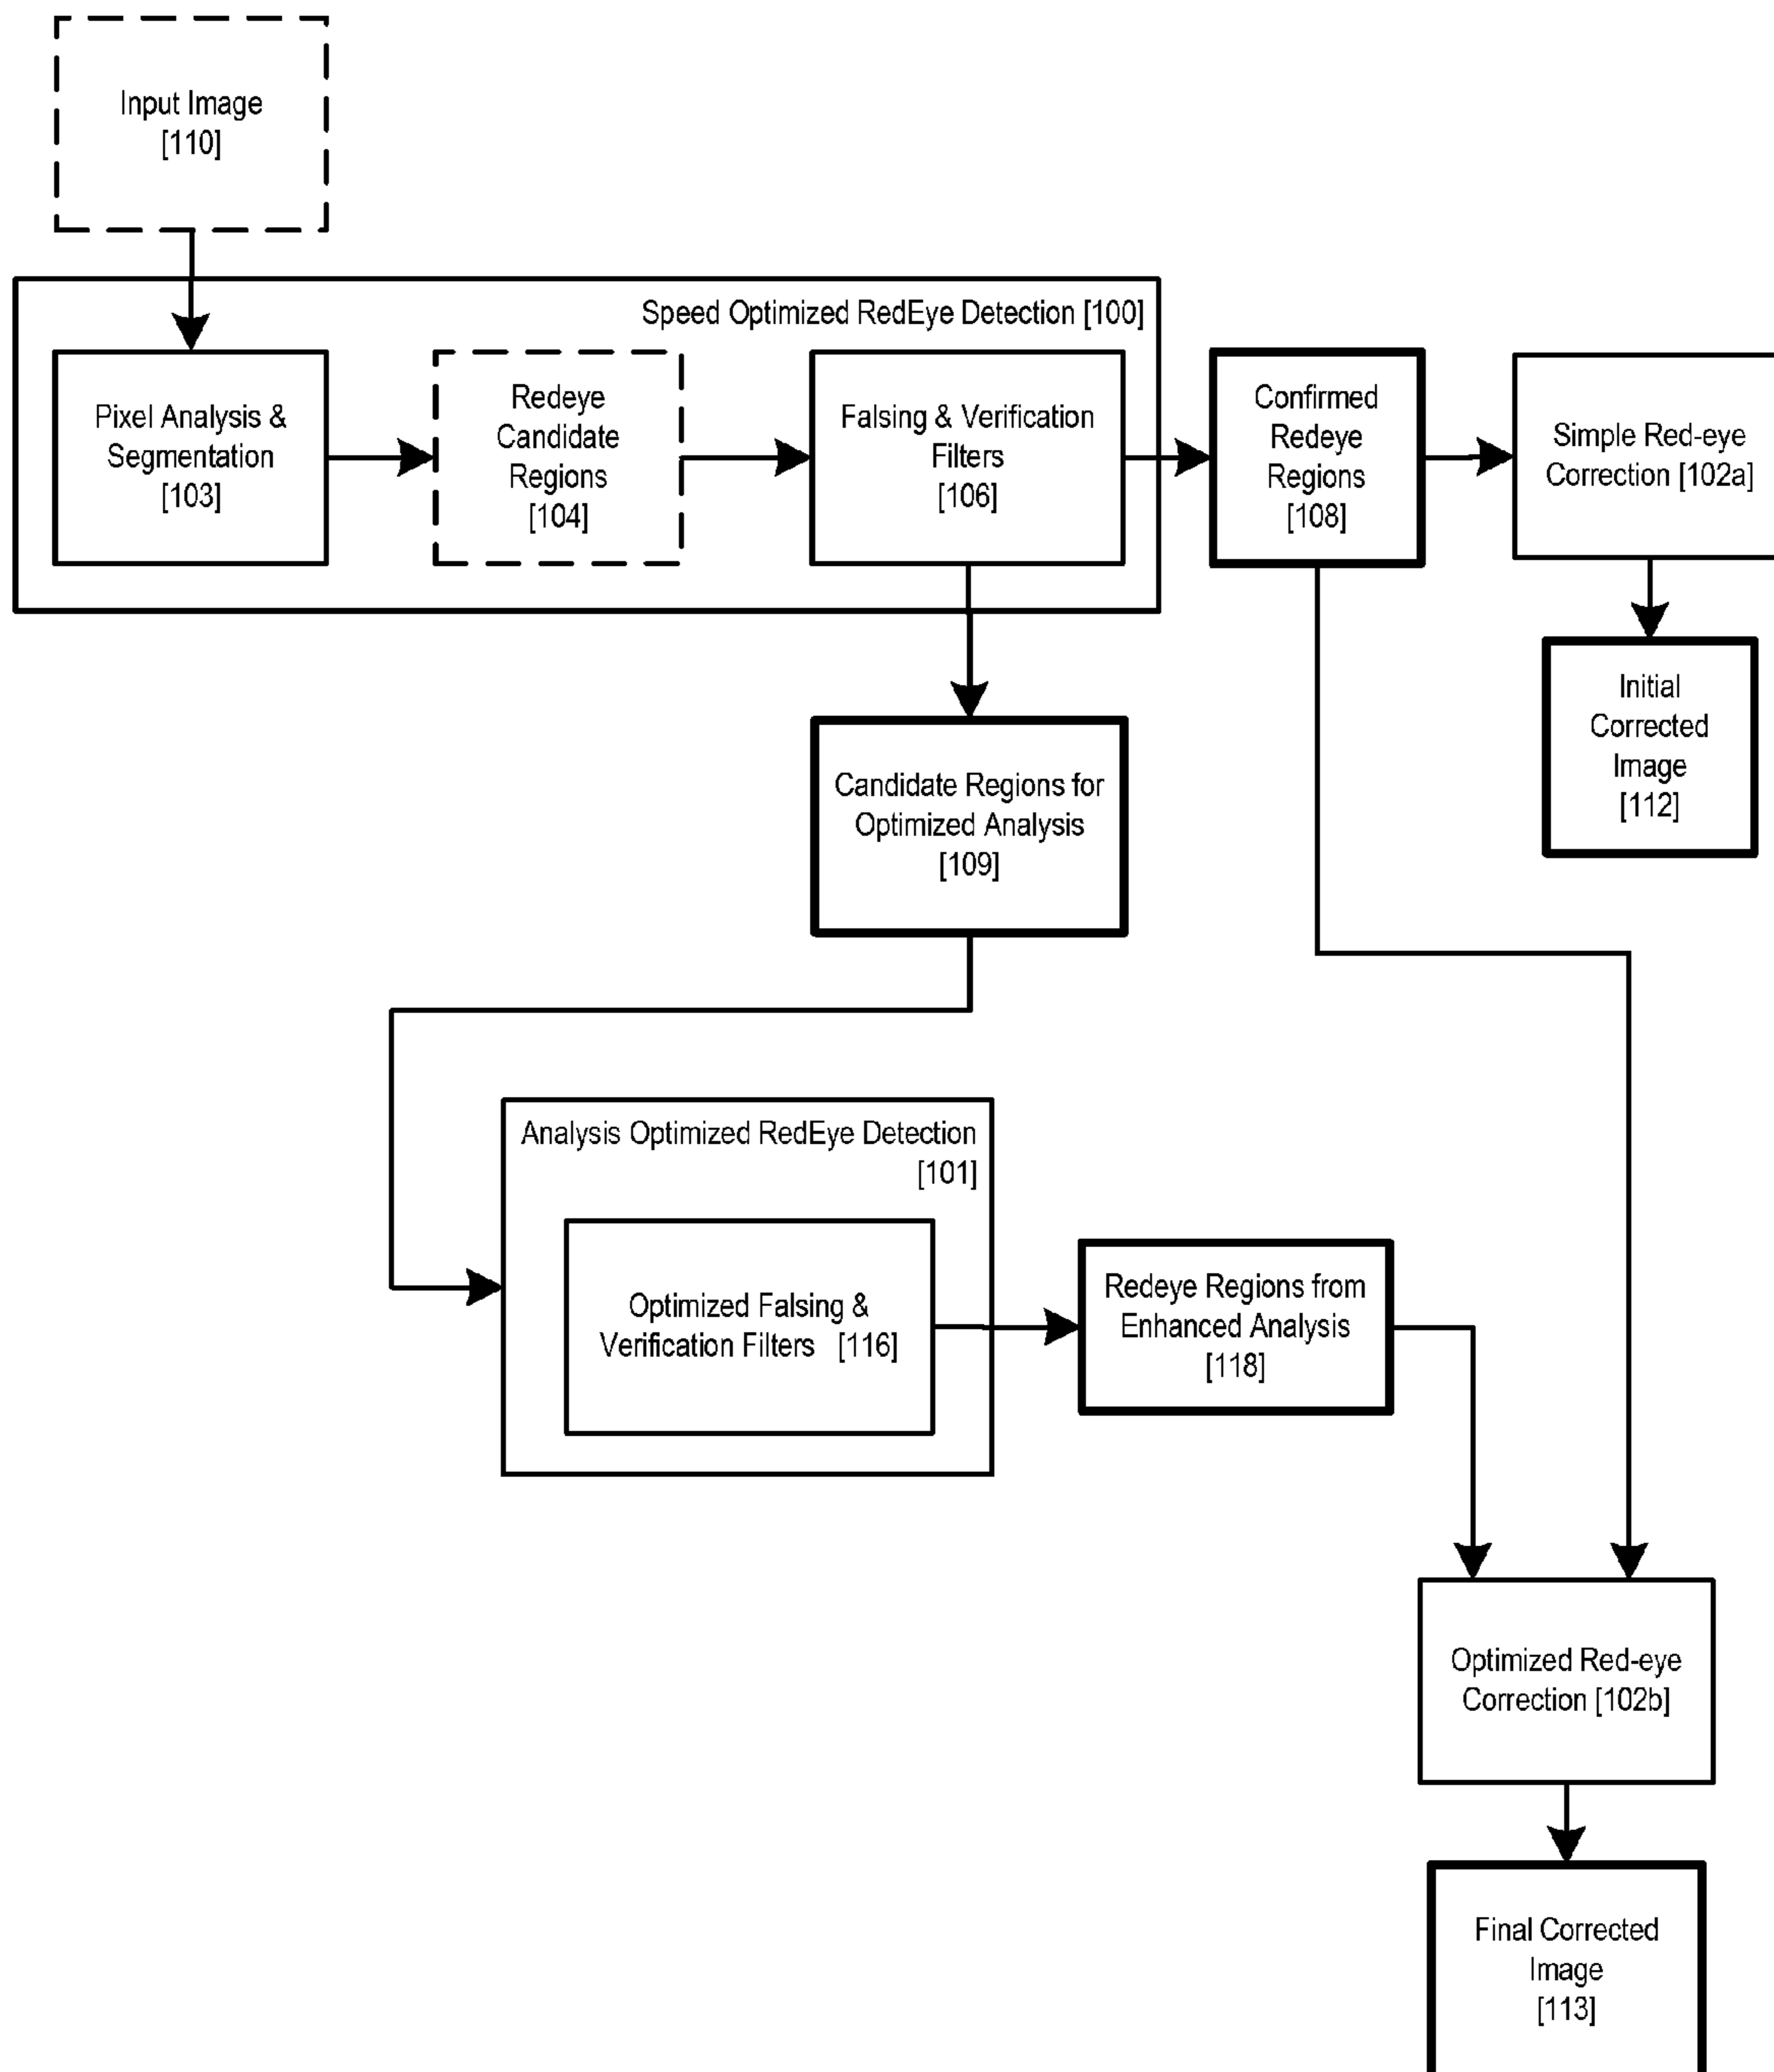 Input Image
[110]
Speed Optimized RedEye Detection [100]
Pixel Analysis &
Segmentation
[103]
Redeye
Candidate
Regions
[104]
Falsing & Verification
Filters
[106]
Confirmed
Redeye
Regions
[108]
Simple Red-eye
Correction [102a]
Initial
Corrected
Image
[112]
Candidate Regions for
Optimized Analysis
[109]
Analysis Optimized RedEye Detection
[101]
Optimized Falsing &
Verification Filters [116]
Redeye Regions from
Enhanced Analysis
[118]
Optimized Red-eye
Correction [102b]
Final Corrected
Image
[113]